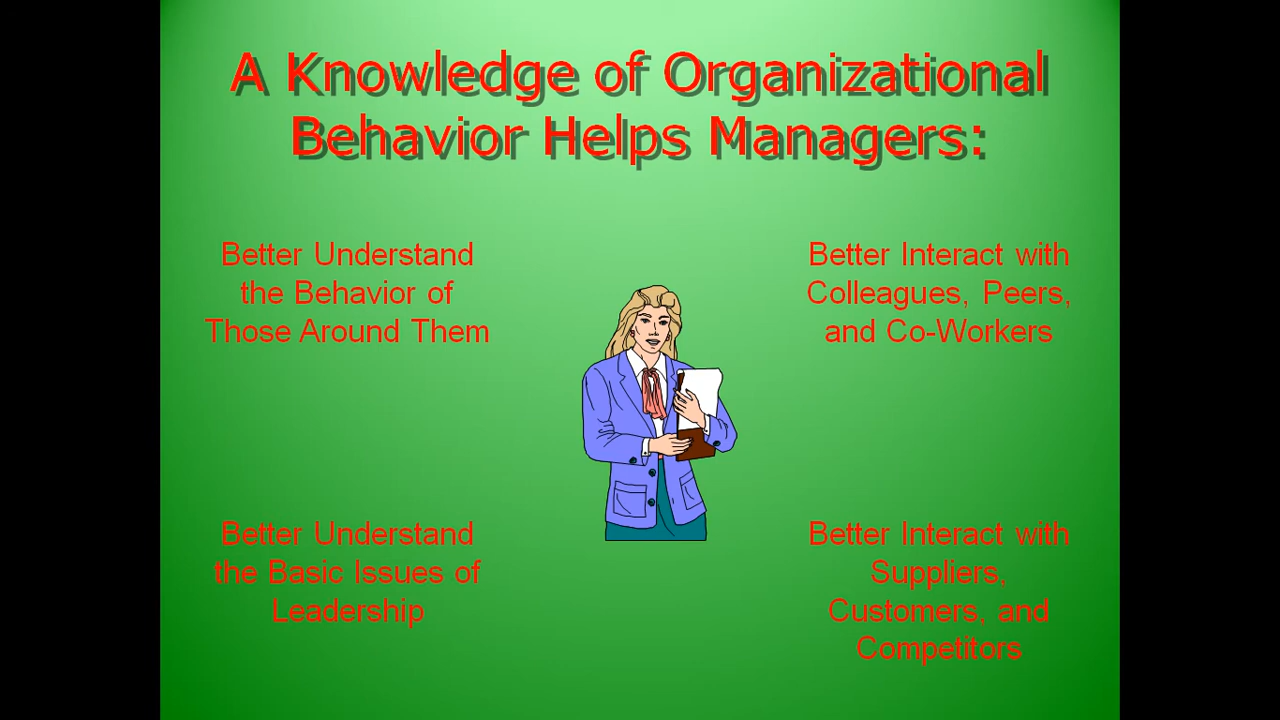 A Knowledge of Organizational
Behavior Helps Managers:
Better Understand
the Behavior of
Those Around Them
Better Interact with
Colleagues, Peers,
and Co-Workers
Better Understand
the Basic Issues of
Leadership
Better Interact with
Suppliers,
Customers, and
Competitors